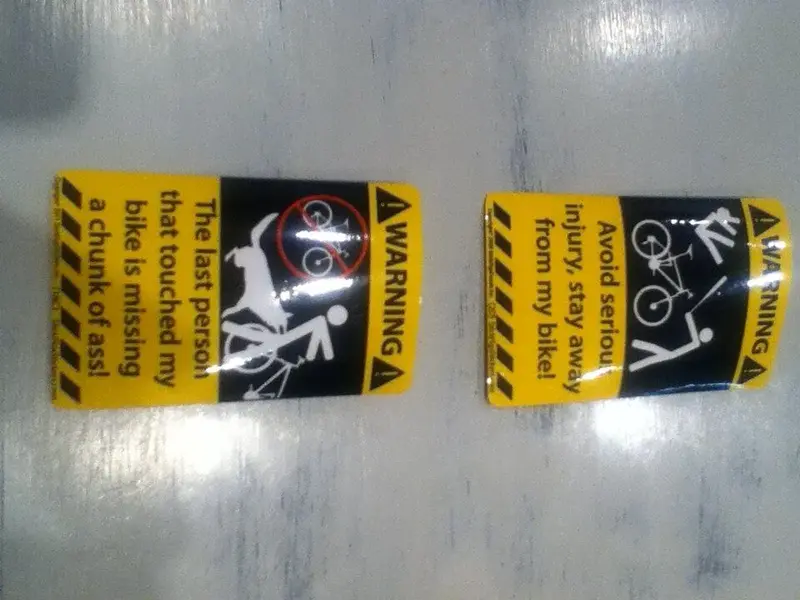 WARNING
The last person
that touched my
bike is missing
a chunk of ass!
WARNING
Avoid serious
injury, stay away
from my bike!